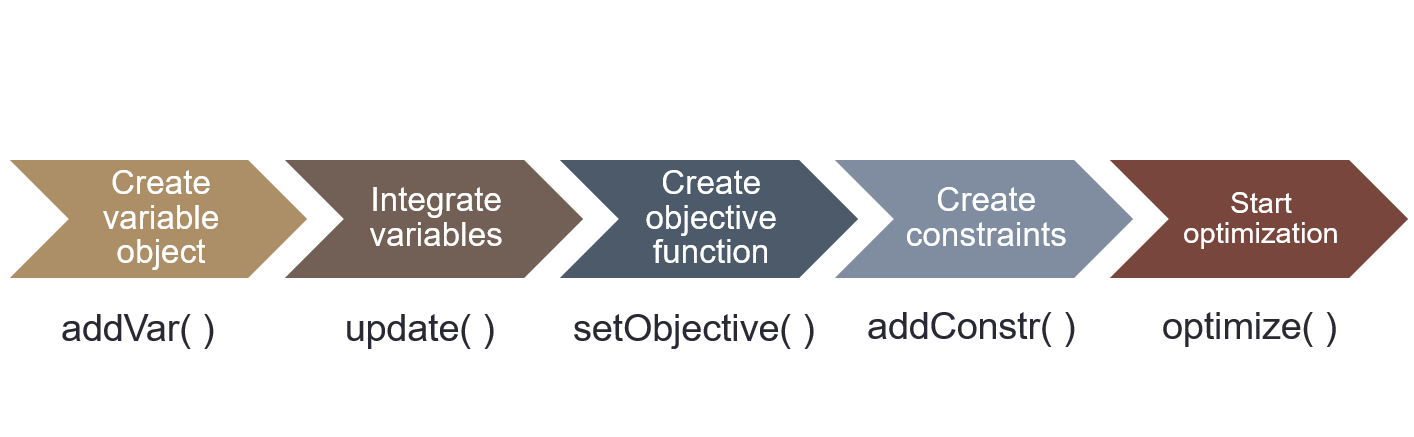 Create
variable
object
Integrate
variables
Create
objective
function
Create
constraints
Start
optimization
addVar( )
update( )
setObjective( )
addConstr( )
optimize( )